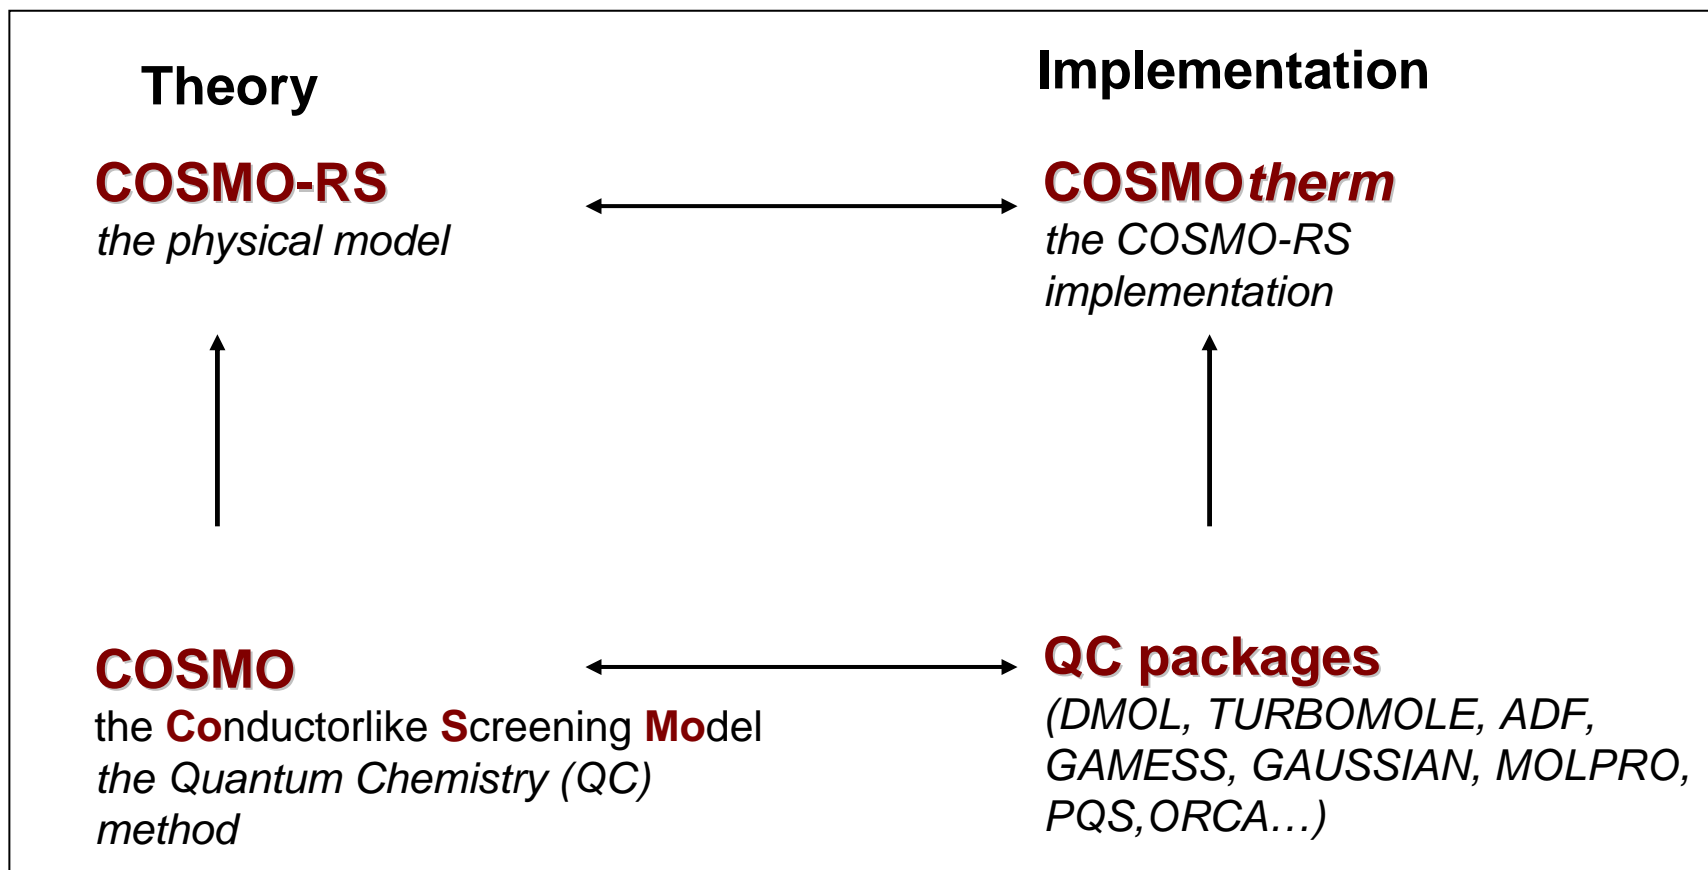 Theory
Implementation
COSMO-RS
the physical model
COSMOtherm
the COSMO-RS
implementation
COSMO
the Conductorlike Screening Model
the Quantum Chemistry (QC)
method
QC packages
(DMOL, TURBOMOLE, ADF,
GAMESS, GAUSSIAN, MOLPRO,
PQS,ORCA…)